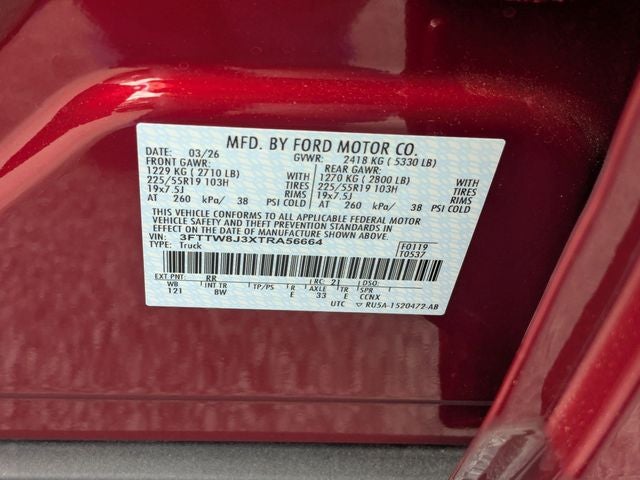 MFD. BY FORD MOTOR CO.
DATE: 03/26 GVWR: 2418 KG ( 5330 LB)
FRONT GAWR: REAR GAWR:
1229 KG ( 2710 LB) WITH 1270 KG ( 2800 LB) WITH
225/55R19 103H TIRES 225/55R19 103H TIRES
19x7.5J RIMS 19x7.5J RIMS
AT 260 kPa/ 38 PSI COLD AT 260 kPa/ 38 PSI COLD
THIS VEHICLE CONFORMS TO ALL APPLICABLE FEDERAL MOTOR
VEHICLE SAFETY AND THEFT PREVENTION STANDARDS IN EFFECT
ON THE DATE OF MANUFACTURE SHOWN ABOVE.
VIN: 3FTTW8J3XTRA56664 F0119
TYPE: Truck T0537
EXT PNT: RR RC: 21 DSO:
WB INT TR TP/PS R AXLE TR SPR
121 BW E 33 E CCNX
UTC ▽ RU5A-1520472-AB